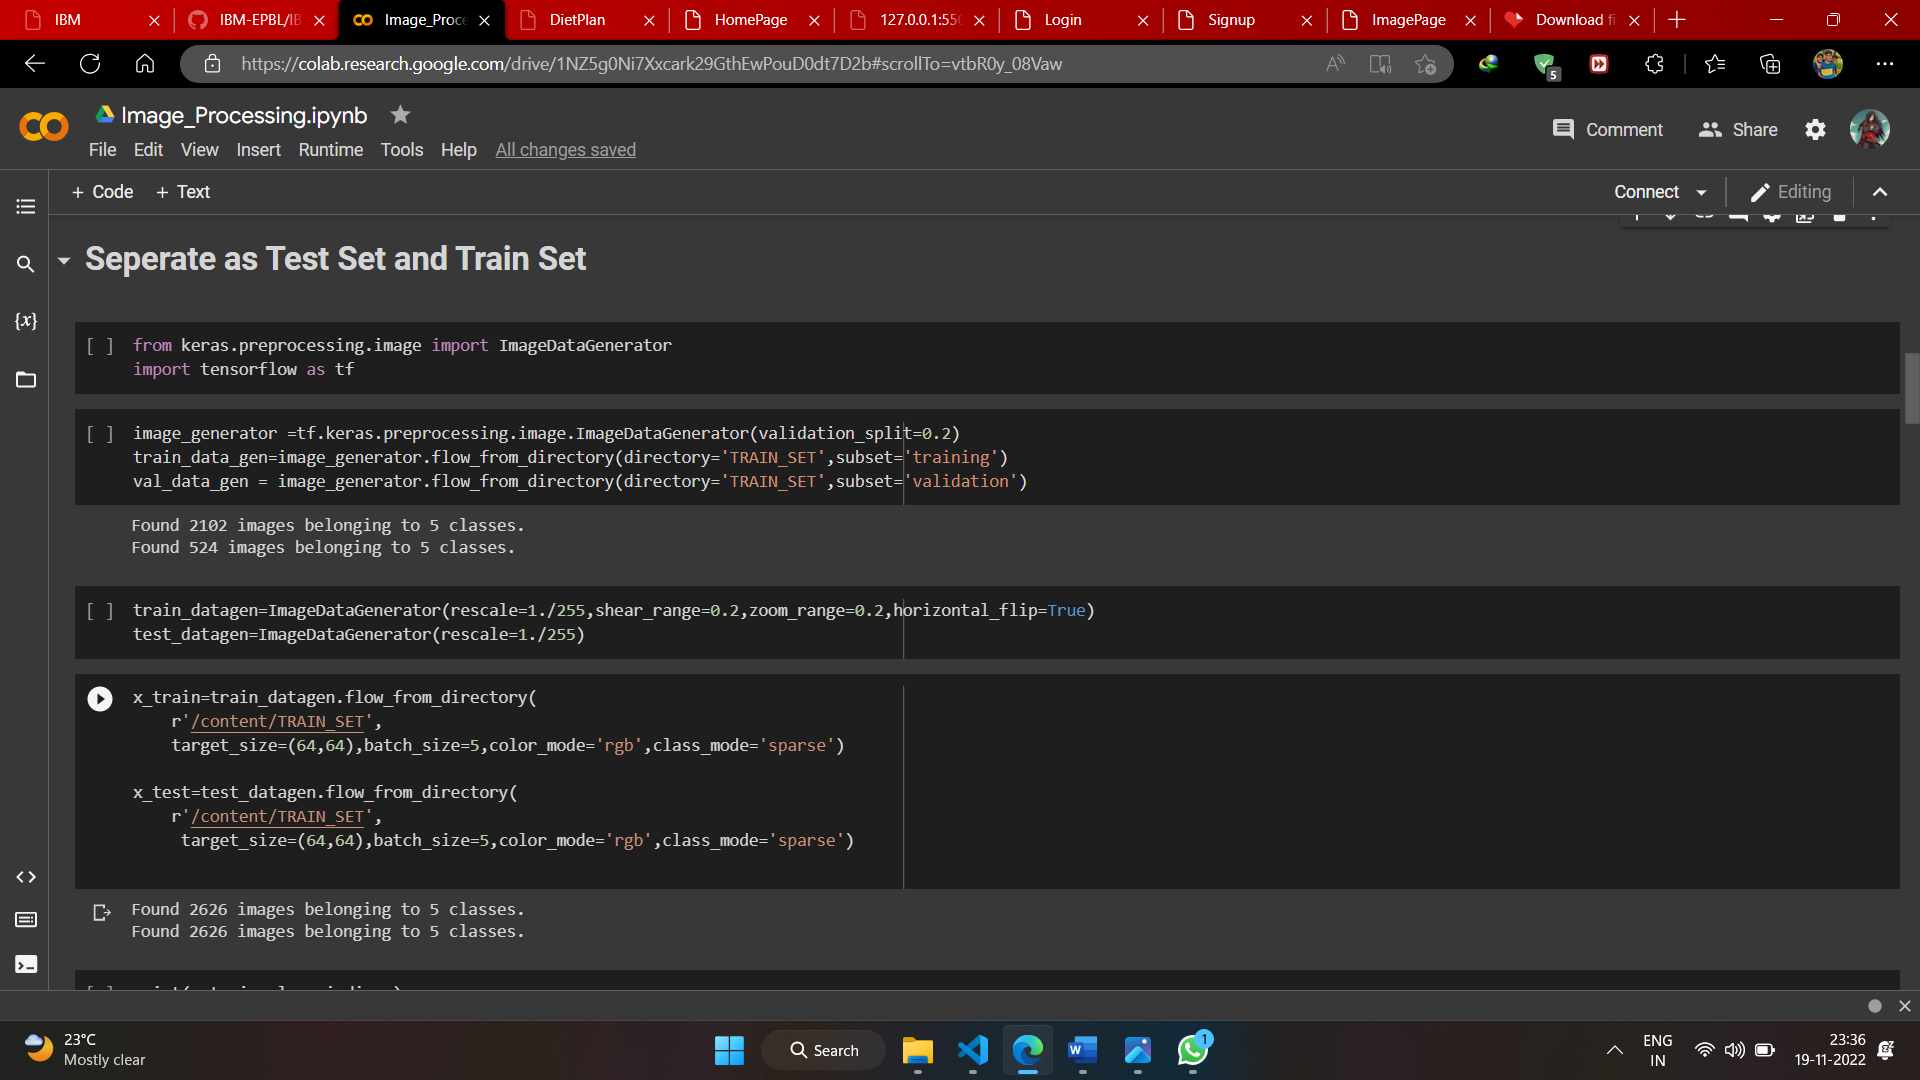 IBM
IBM-EPBL/IB
Image_Proce
DietPlan
HomePage
127.0.0.1:550
Login
Signup
ImagePage
Download fi
https://colab.research.google.com/drive/1NZ5g0Ni7Xxcark29GthEwPouD0dt7D2b#scrollTo=vtbR0y_08Vaw
5
Image_Processing.ipynb
Comment
Share
File Edit View Insert Runtime Tools Help All changes saved
+ Code + Text
Connect
Editing
Seperate as Test Set and Train Set
{x}
[ ] from keras.preprocessing.image import ImageDataGenerator
import tensorflow as tf
[ ] image_generator =tf.keras.preprocessing.image.ImageDataGenerator(validation_split=0.2)
train_data_gen=image_generator.flow_from_directory(directory='TRAIN_SET',subset='training')
val_data_gen = image_generator.flow_from_directory(directory='TRAIN_SET',subset='validation')
Found 2102 images belonging to 5 classes.
Found 524 images belonging to 5 classes.
[ ] train_datagen=ImageDataGenerator(rescale=1./255,shear_range=0.2,zoom_range=0.2,horizontal_flip=True)
test_datagen=ImageDataGenerator(rescale=1./255)
x_train=train_datagen.flow_from_directory(
r'/content/TRAIN_SET',
target_size=(64,64),batch_size=5,color_mode='rgb',class_mode='sparse')
x_test=test_datagen.flow_from_directory(
r'/content/TRAIN_SET',
target_size=(64,64),batch_size=5,color_mode='rgb',class_mode='sparse')
Found 2626 images belonging to 5 classes.
Found 2626 images belonging to 5 classes.
23°C
Mostly clear
Search
1
ENG
IN
23:36
19-11-2022